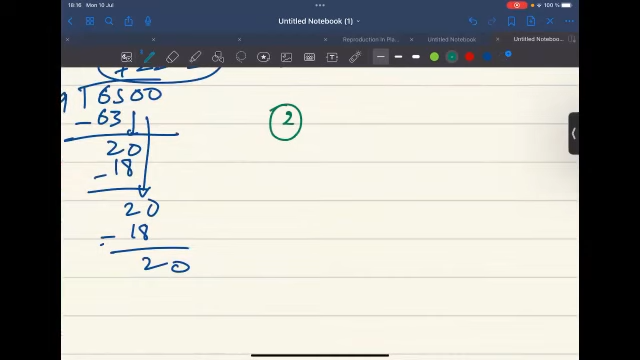 18:16 Mon 10 Jul
100 %
Untitled Notebook (1)
Reproduction In Pla...
Untitled Notebook
Untitled Notebo...
9 6500
- 63
20
- 18
20
- 18
20
2